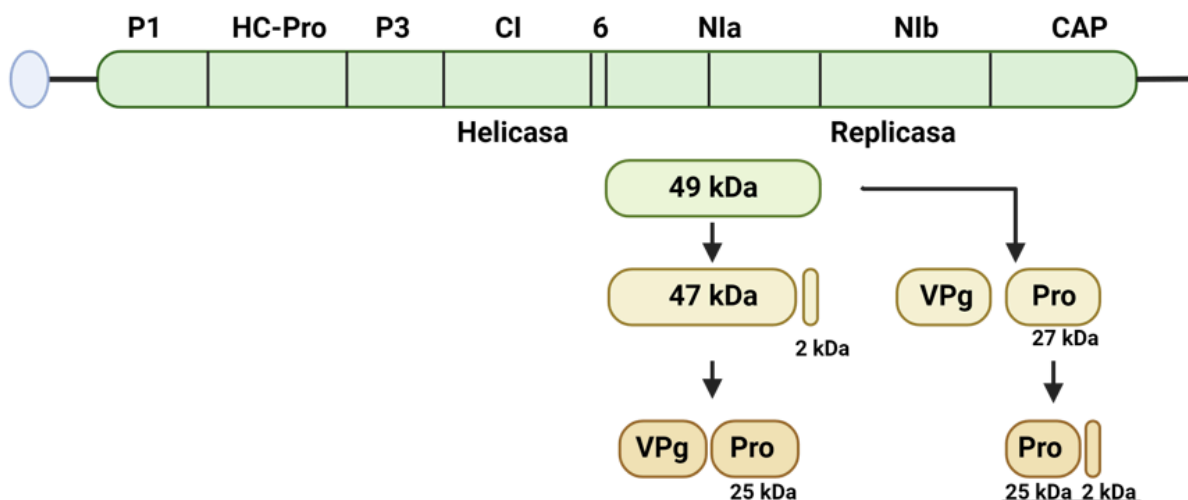 P1 HC-Pro P3 CI 6 NIa NIb CAP
Helicasa Replicasa
49 kDa
47 kDa VPg Pro
2 kDa 27 kDa
VPg Pro Pro
25 kDa 25 kDa 2 kDa